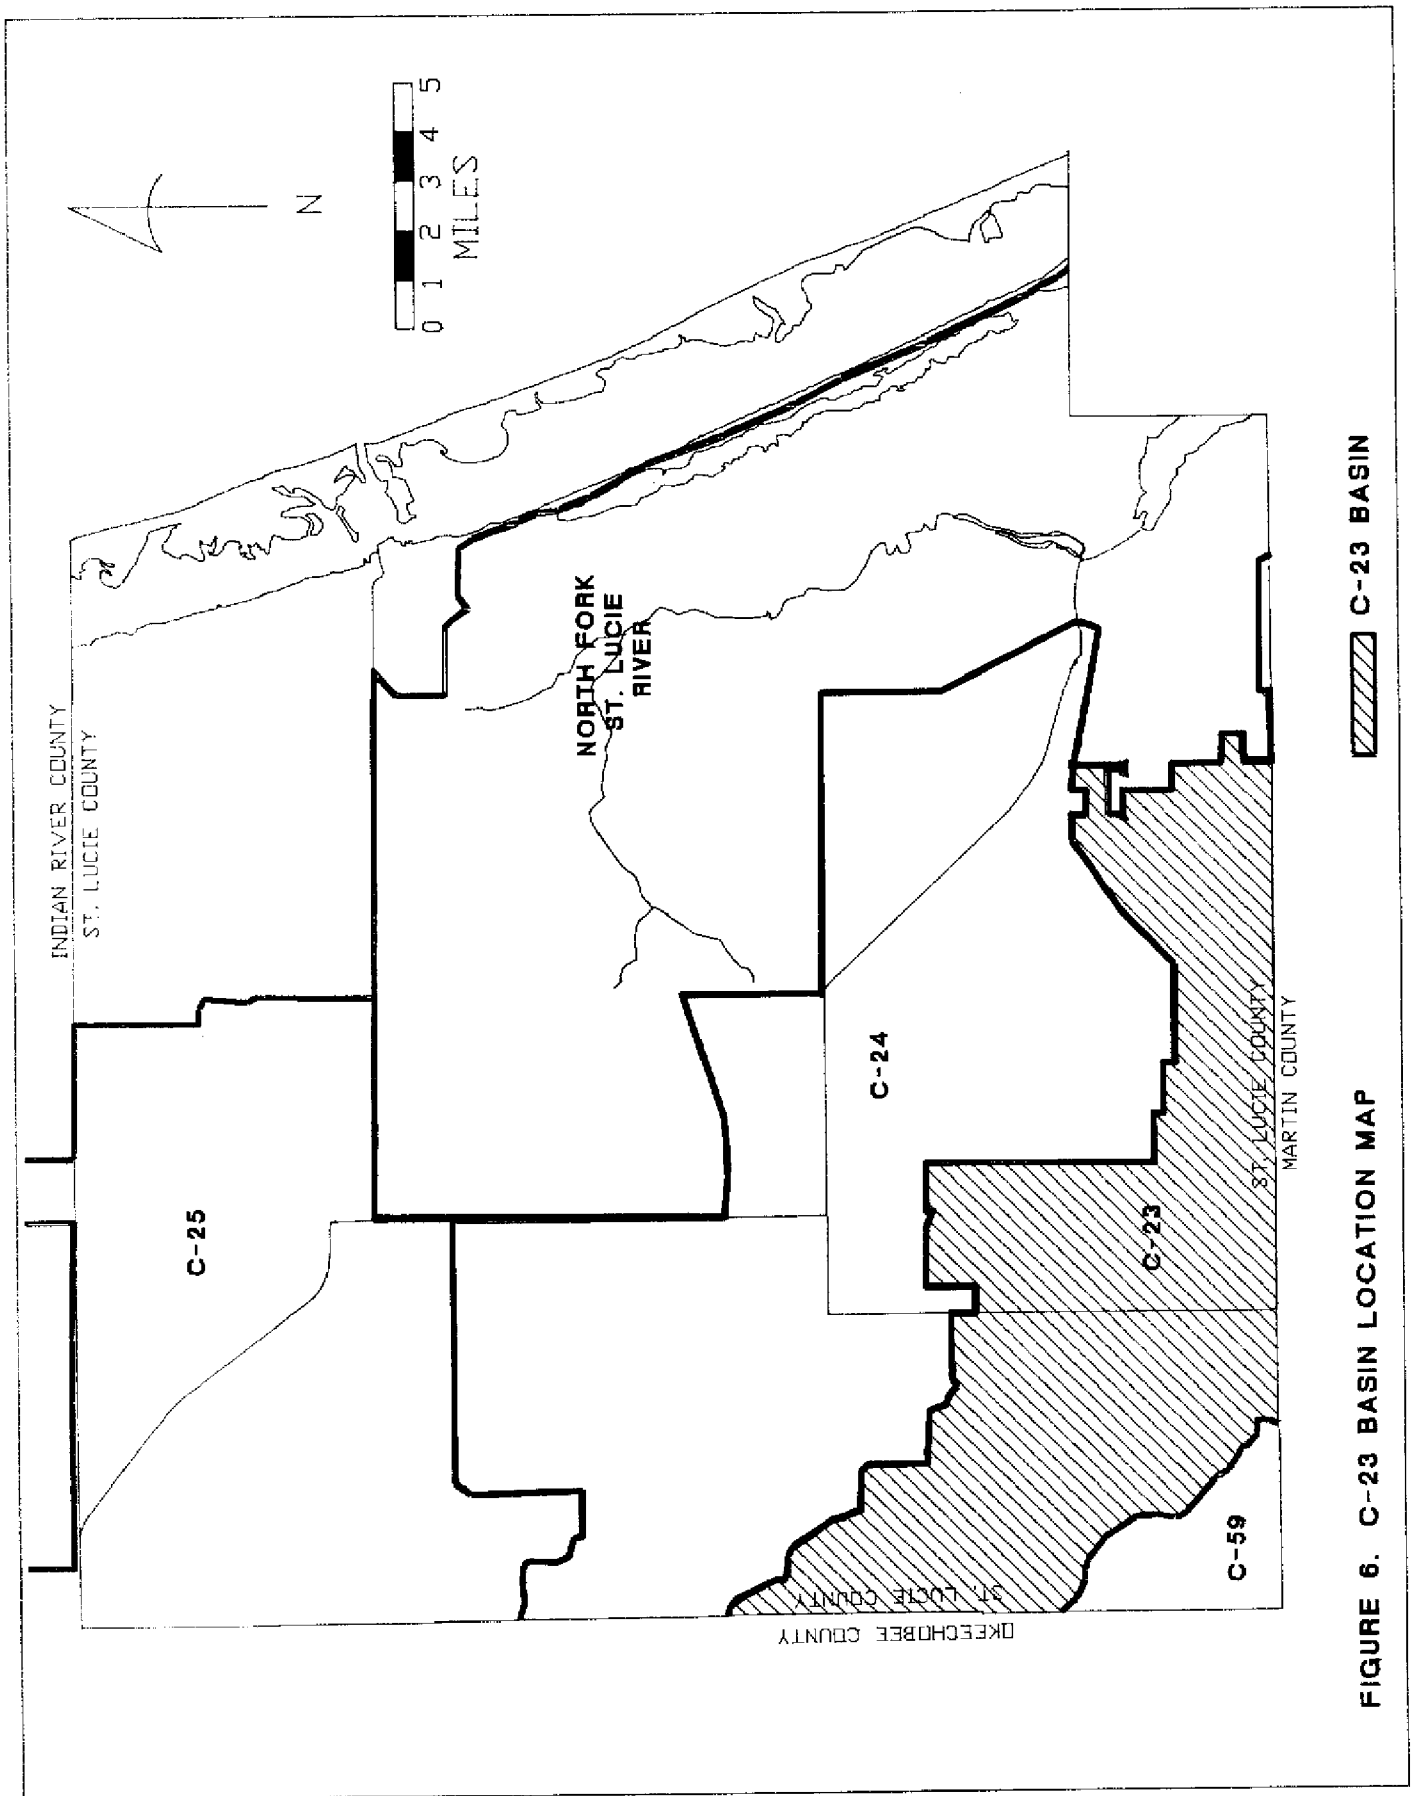 INDIAN RIVER COUNTY
ST. LUCIE COUNTY
N
0 1 2 3 4 5
MILES
NORTH FORK
ST. LUCIE
RIVER
C-25
C-24
C-23
C-59
ST. LUCIE COUNTY
MARTIN COUNTY
ST. LUCIE COUNTY
OKEECHOBEE COUNTY
C-23 BASIN
FIGURE 6. C-23 BASIN LOCATION MAP